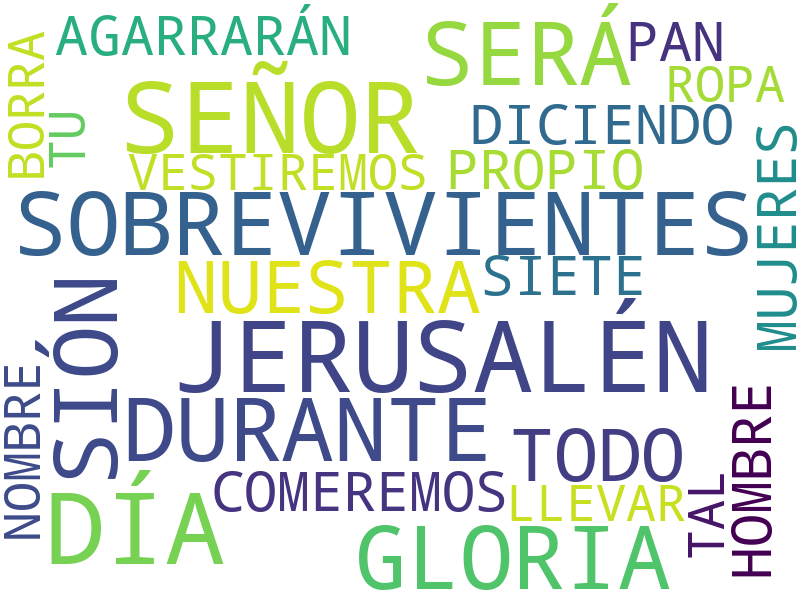 AGARRARÁN
SERÁ
PAN
BORRA
TU
SEÑOR
ROPA
DICIENDO
VESTIREMOS
PROPIO
MUJERES
SOBREVIVIENTES
NUESTRA
SIETE
SIÓN
JERUSALÉN
NOMBRE
DURANTE
TODO
HOMBRE
COMEREMOS
LLEVAR
TAL
DÍA
GLORIA